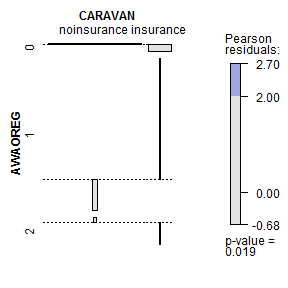 CARAVAN
noinsurance insurance
AWAOREG
0
1
2
Pearson
residuals:
2.70
2.00
0.00
-0.68
p-value =
0.019